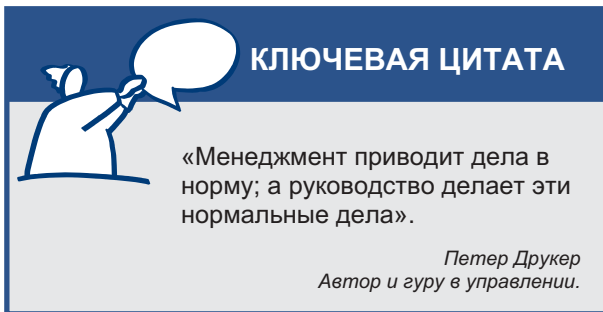 КЛЮЧЕВАЯ ЦИТАТА
«Менеджмент приводит дела в
норму; а руководство делает эти
нормальные дела».
Петер Друкер
Автор и гуру в управлении.